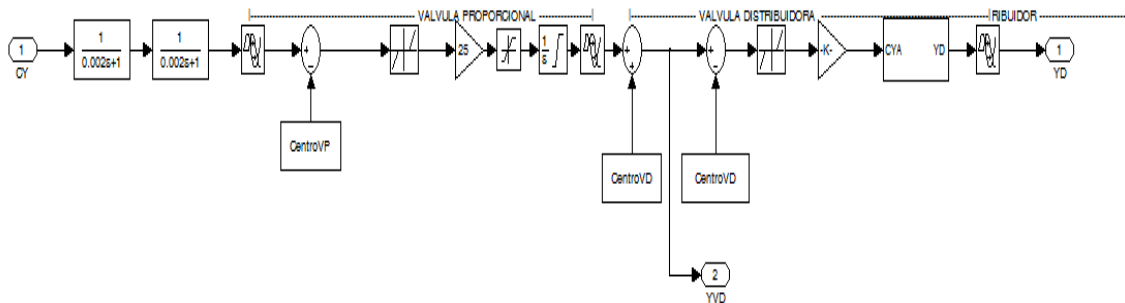 VALVULA PROPORCIONAL
VALVULA DISTRIBUIDORA
RIBUIDOR
1
CY
1
0.002s+1
1
0.002s+1
+
−
25
1
s
+
+
+
−
-K-
CYA
YD
1
YD
CentroVP
CentroVD
CentroVD
2
YVD